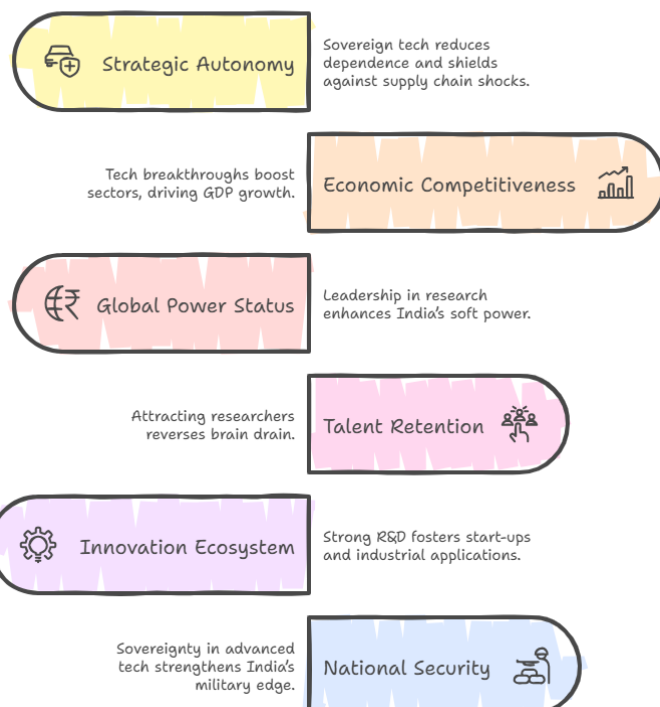 Strategic Autonomy
Sovereign tech reduces
dependence and shields
against supply chain shocks.
Tech breakthroughs boost
sectors, driving GDP growth.
Economic Competitiveness
Global Power Status
Leadership in research
enhances India's soft power.
Attracting researchers
reverses brain drain.
Talent Retention
Innovation Ecosystem
Strong R&D fosters start-ups
and industrial applications.
Sovereignty in advanced
tech strengthens India's
military edge.
National Security